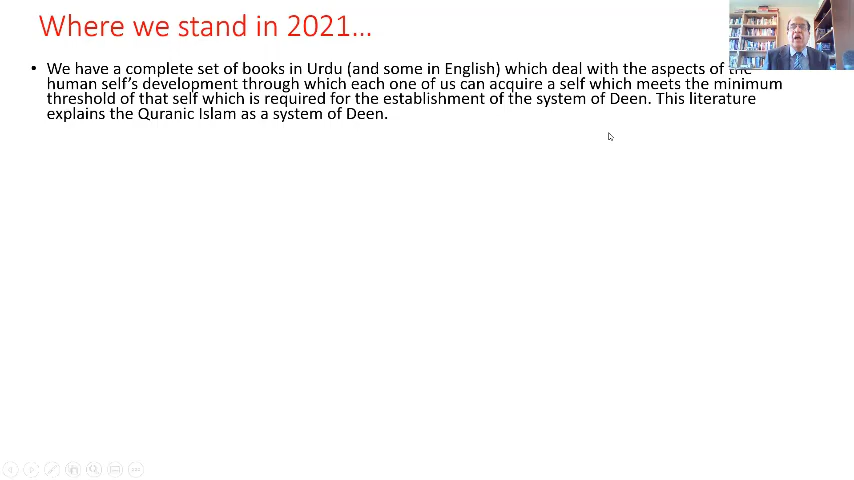 Where we stand in 2021...
• We have a complete set of books in Urdu (and some in English) which deal with the aspects of the
human self's development through which each one of us can acquire a self which meets the minimum
threshold of that self which is required for the establishment of the system of Deen. This literature
explains the Quranic Islam as a system of Deen.